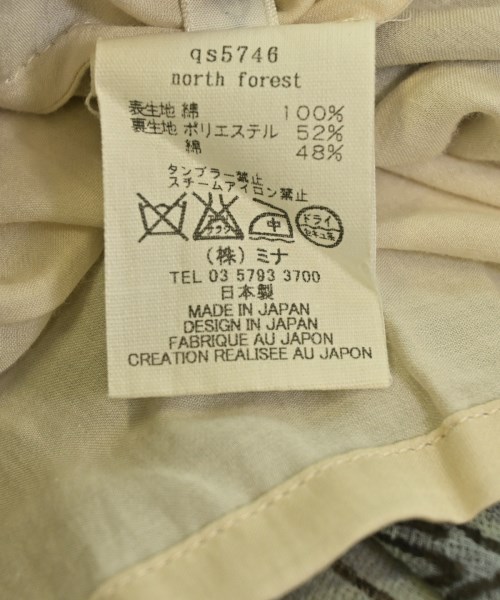 qs5746
north forest
表生地 綿 100%
裏生地 ポリエステル 52%
綿 48%
タンブラー禁止
スチームアイロン禁止
中 ドライ
(株) ミナ
TEL 03 5793 3700
日本製
MADE IN JAPAN
DESIGN IN JAPAN
FABRIQUE AU JAPON
CREATION REALISEE AU JAPON